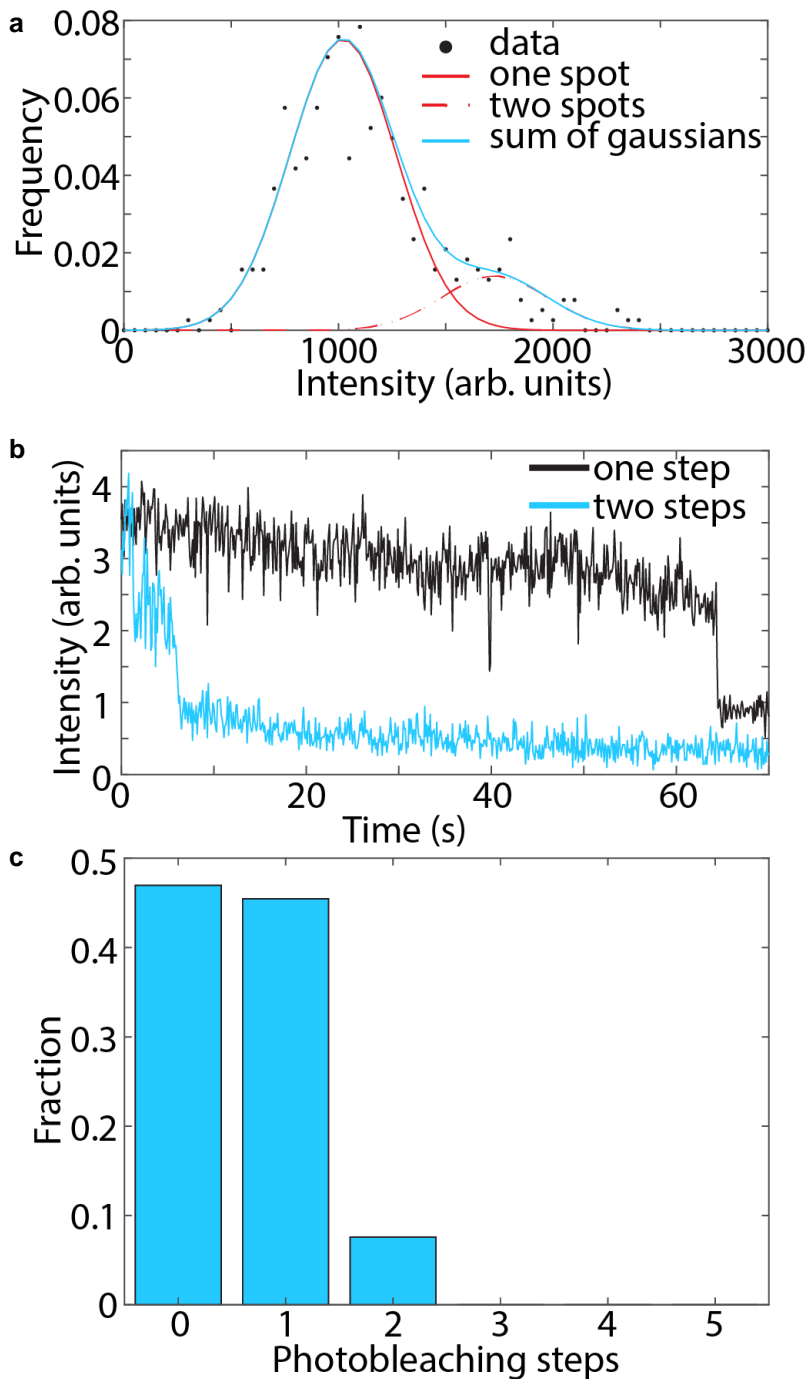 a
0.08
0.06
0.04
0.02
0
Frequency
data
one spot
two spots
sum of gaussians
0 1000 2000 3000
Intensity (arb. units)
b
4
3
2
1
0
Intensity (arb. units)
one step
two steps
0 20 40 60
Time (s)
c
0.5
0.4
0.3
0.2
0.1
0
Fraction
0 1 2 3 4 5
Photobleaching steps